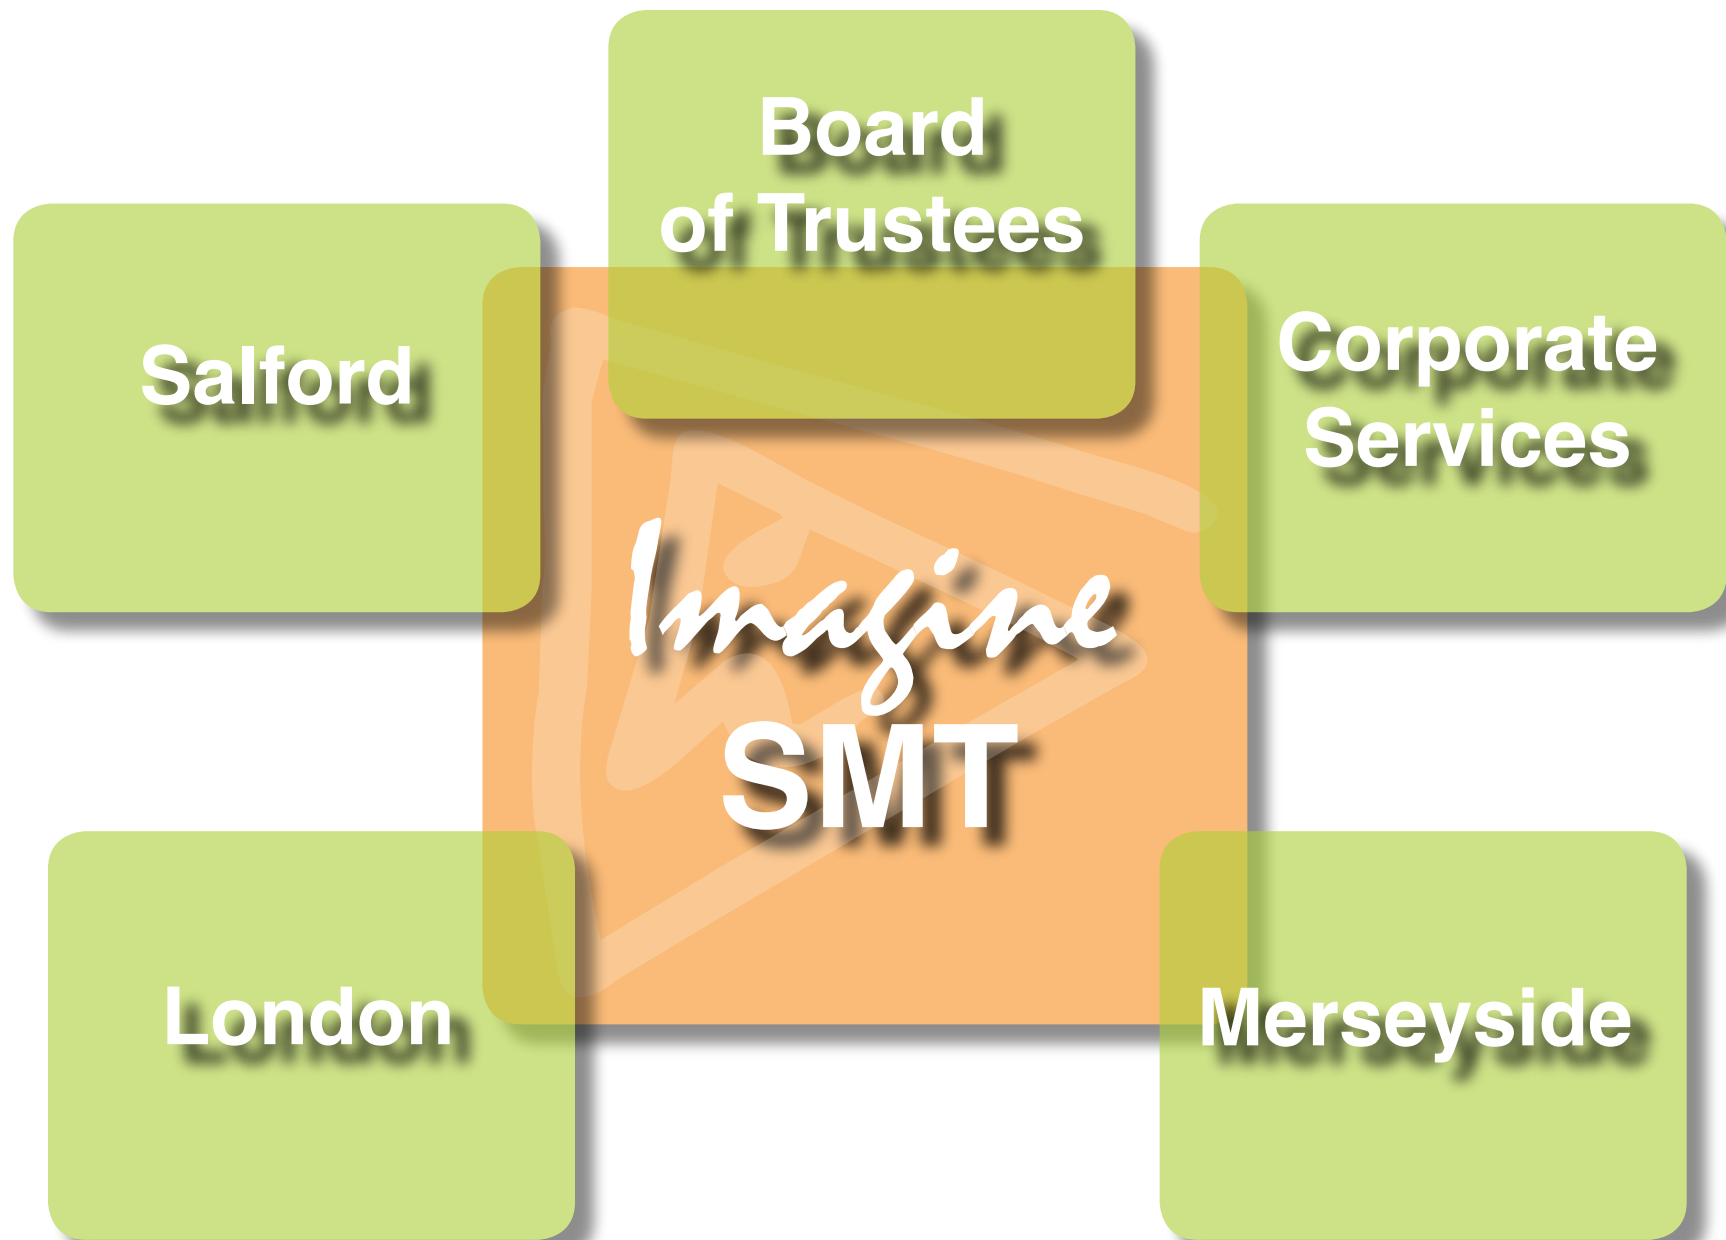 Board
of Trustees
Salford
Corporate
Services
Imagine
SMT
London
Merseyside